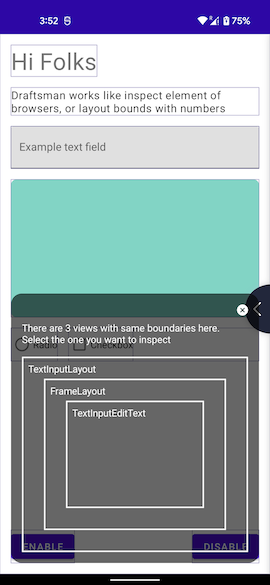 3:52
75%
Hi Folks
Draftsman works like inspect element of
browsers, or layout bounds with numbers
Example text field
There are 3 views with same boundaries here.
Select the one you want to inspect
Radio
Checkbox
TextInputLayout
FrameLayout
TextInputEditText
ENABLE
DISABLE